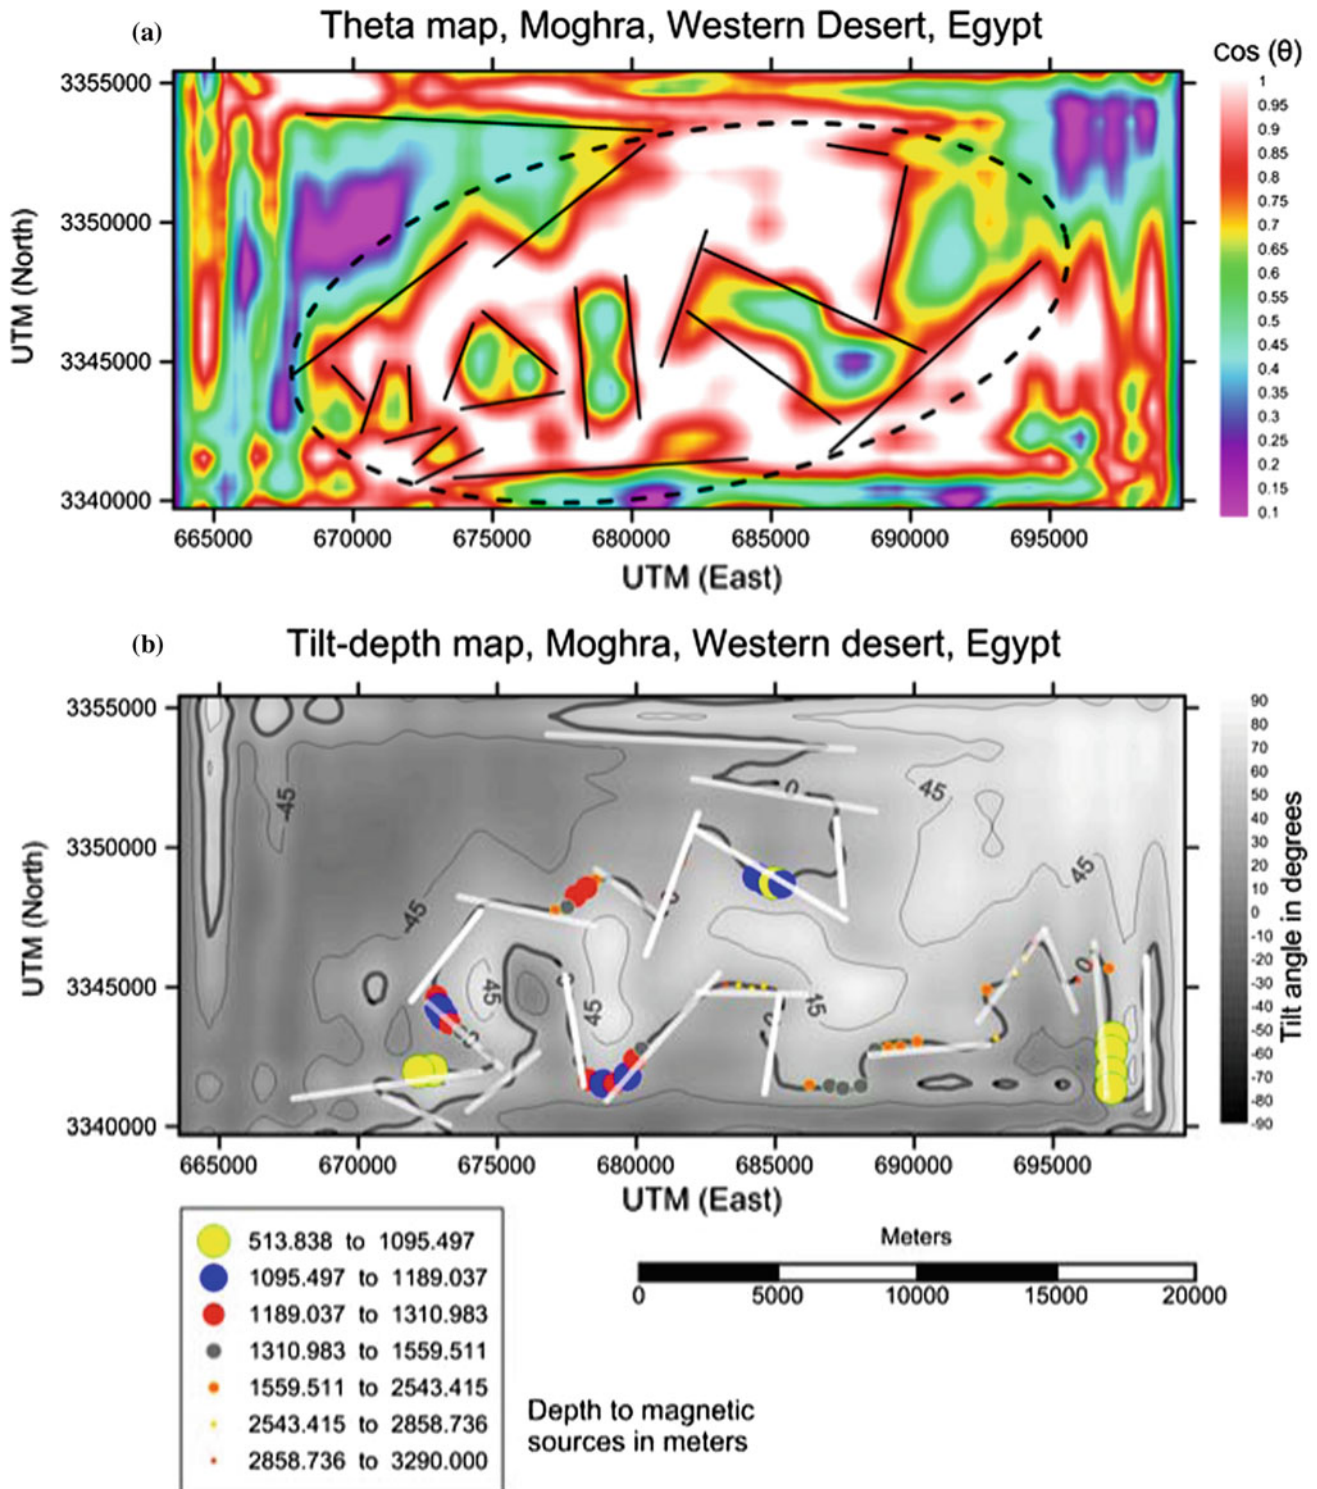 (a)
Theta map, Moghra, Western Desert, Egypt
cos (θ)
UTM (North)
3355000
3350000
3345000
3340000
665000 670000 675000 680000 685000 690000 695000
UTM (East)
1
0.95
0.9
0.85
0.8
0.75
0.7
0.65
0.6
0.55
0.5
0.45
0.4
0.35
0.3
0.25
0.2
0.15
0.1
(b)
Tilt-depth map, Moghra, Western desert, Egypt
UTM (North)
3355000
3350000
3345000
3340000
-45
0
45
45
-45
0
0
45
45
0
45
0
0
665000 670000 675000 680000 685000 690000 695000
UTM (East)
90
80
70
60
50
40
30
20
10
0
-10
-20
-30
-40
-50
-60
-70
-80
-90
Tilt angle in degrees
513.838 to 1095.497
1095.497 to 1189.037
1189.037 to 1310.983
1310.983 to 1559.511
1559.511 to 2543.415
2543.415 to 2858.736
2858.736 to 3290.000
Meters
0 5000 10000 15000 20000
Depth to magnetic
sources in meters